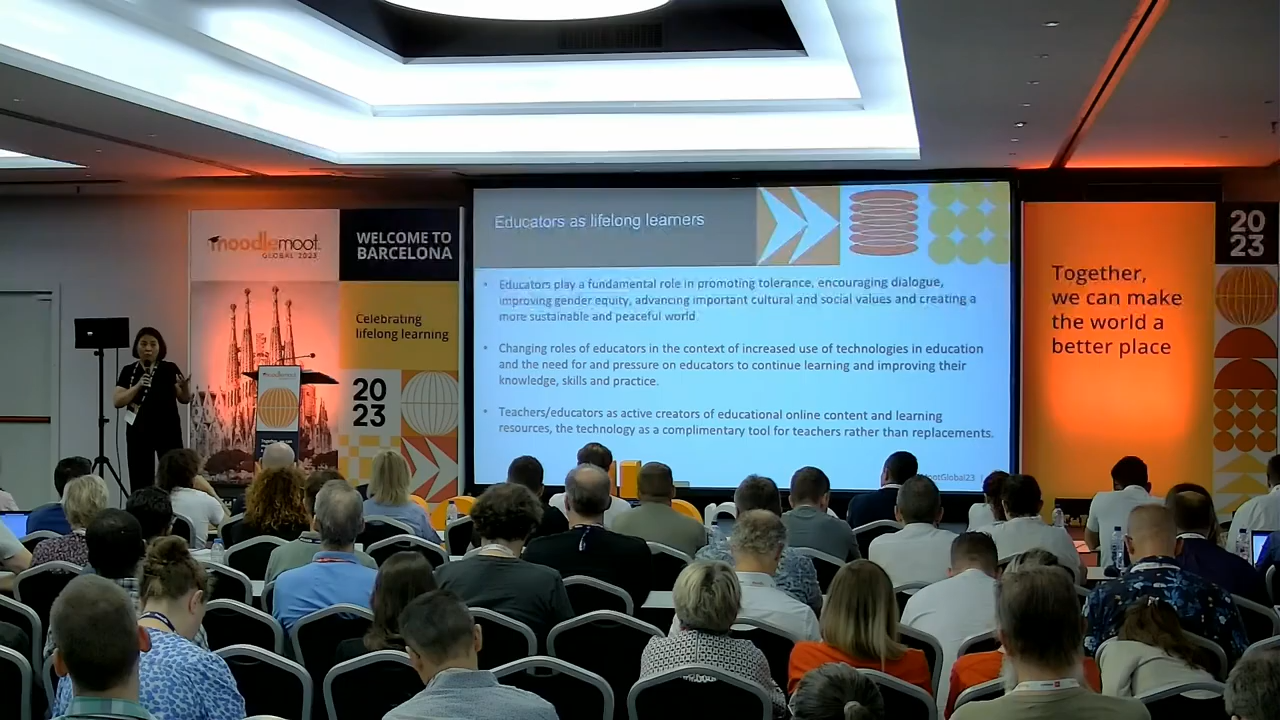 moodlemoot
GLOBAL 2023
WELCOME TO
BARCELONA
Celebrating
lifelong learning
20
23
Educators as lifelong learners
• Educators play a fundamental role in promoting tolerance, encouraging dialogue,
improving gender equity, advancing important cultural and social values and creating a
more sustainable and peaceful world.
• Changing roles of educators in the context of increased use of technologies in education
and the need for and pressure on educators to continue learning and improving their
knowledge, skills and practice.
• Teachers/educators as active creators of educational online content and learning
resources, the technology as a complimentary tool for teachers rather than replacements.
ootGlobal23
Together,
we can make
the world a
better place
20
23